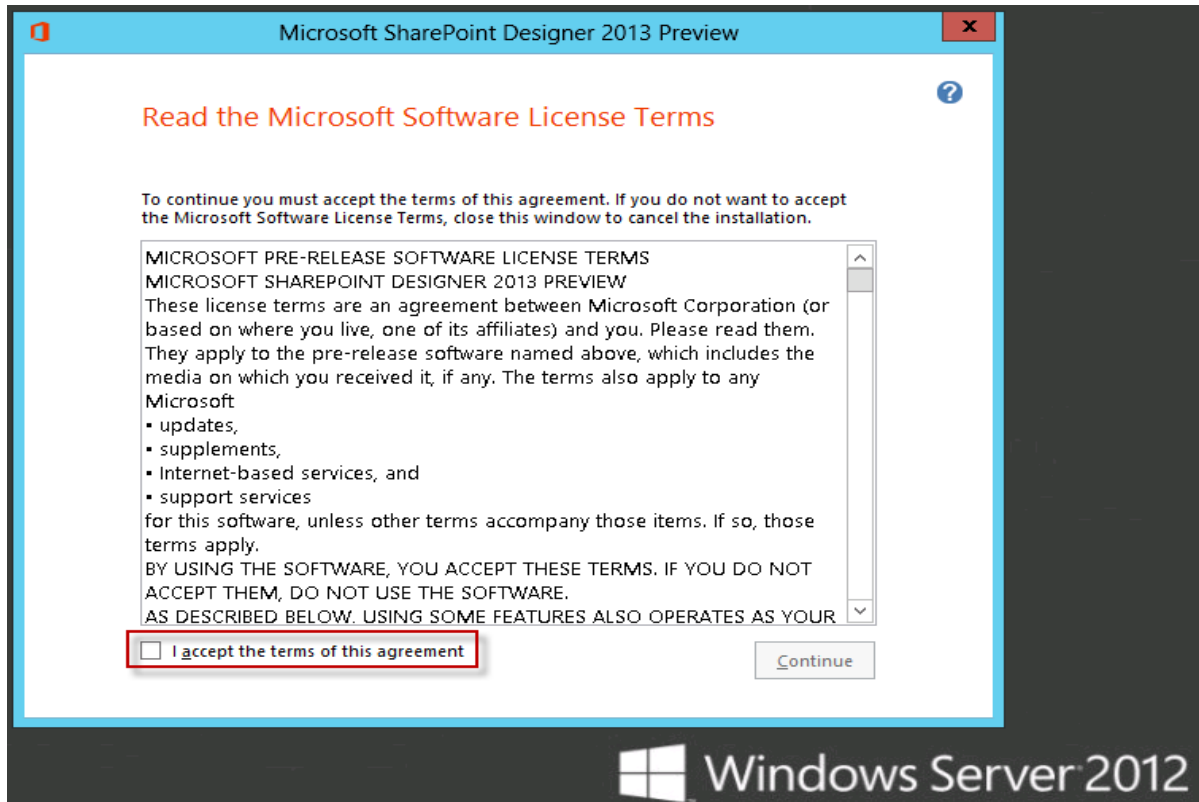 Microsoft SharePoint Designer 2013 Preview
x
?
Read the Microsoft Software License Terms
To continue you must accept the terms of this agreement. If you do not want to accept
the Microsoft Software License Terms, close this window to cancel the installation.
MICROSOFT PRE-RELEASE SOFTWARE LICENSE TERMS
MICROSOFT SHAREPOINT DESIGNER 2013 PREVIEW
These license terms are an agreement between Microsoft Corporation (or
based on where you live, one of its affiliates) and you. Please read them.
They apply to the pre-release software named above, which includes the
media on which you received it, if any. The terms also apply to any
Microsoft
▪ updates,
▪ supplements,
▪ Internet-based services, and
▪ support services
for this software, unless other terms accompany those items. If so, those
terms apply.
BY USING THE SOFTWARE, YOU ACCEPT THESE TERMS. IF YOU DO NOT
ACCEPT THEM, DO NOT USE THE SOFTWARE.
AS DESCRIBED BELOW, USING SOME FEATURES ALSO OPERATES AS YOUR
I accept the terms of this agreement
Continue
Windows Server 2012